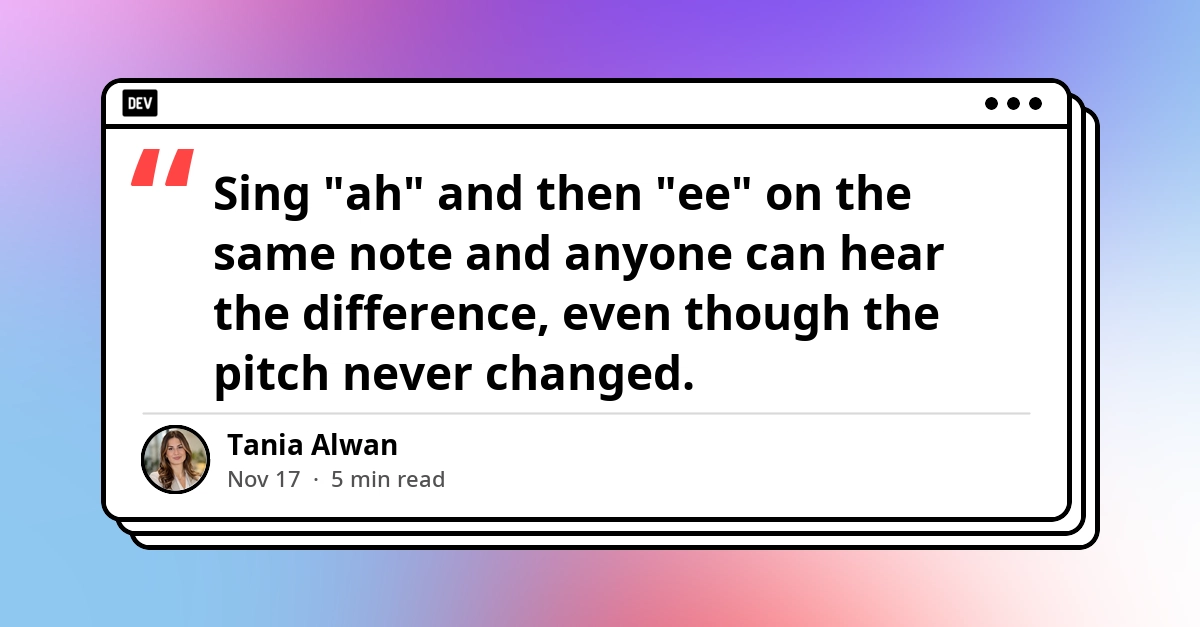 DEV
“
Sing "ah" and then "ee" on the
same note and anyone can hear
the difference, even though the
pitch never changed.
Tania Alwan
Nov 17 · 5 min read